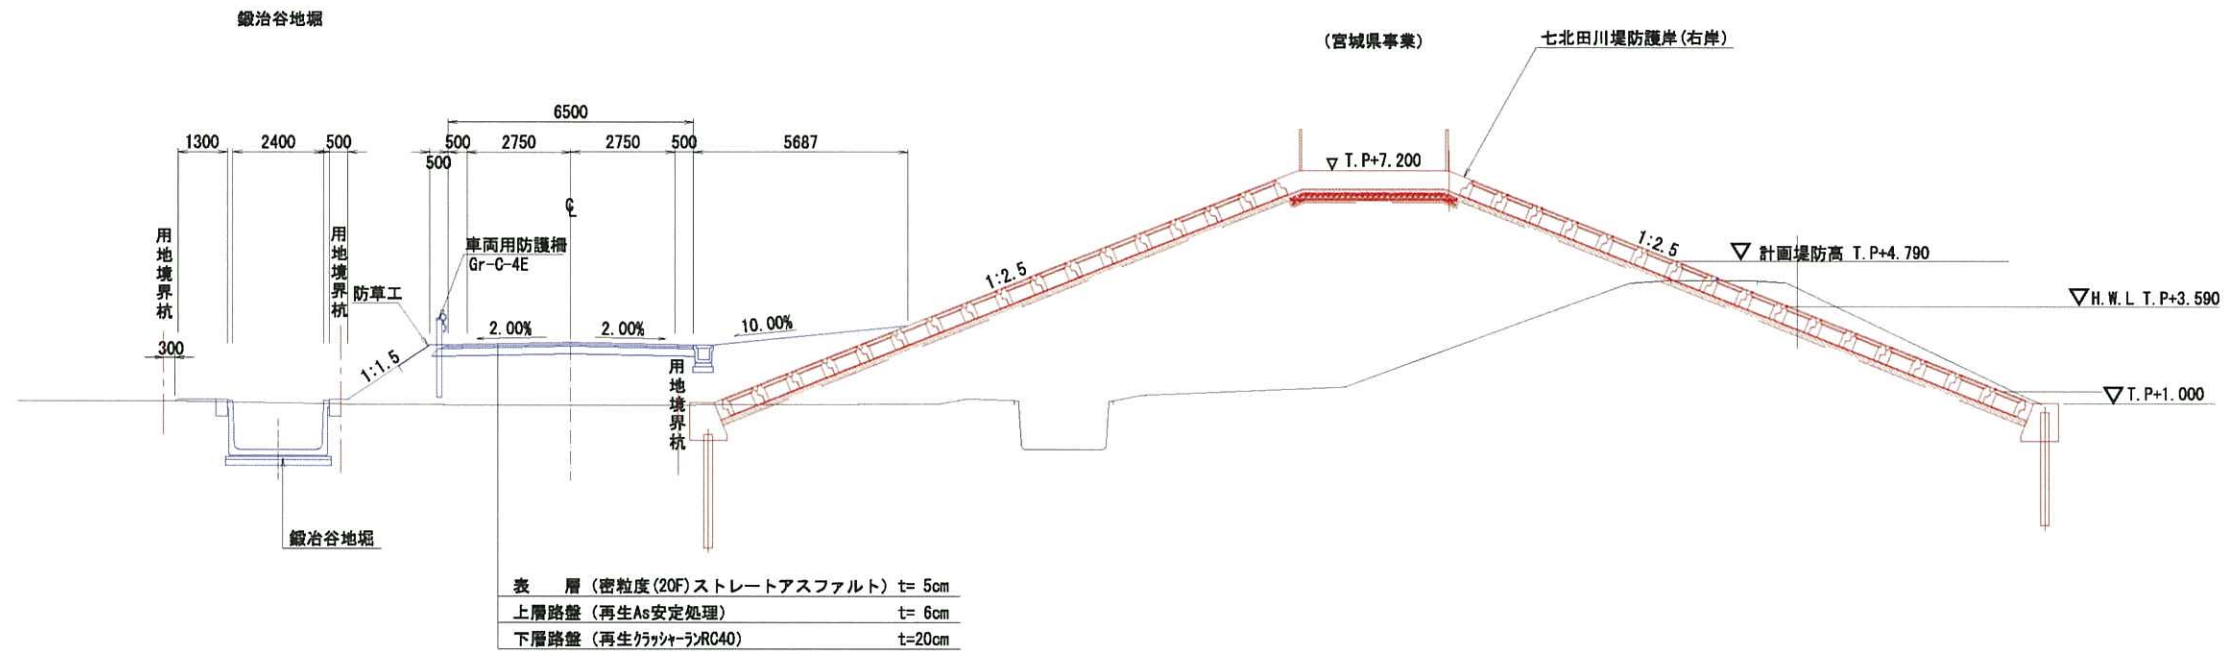 鍛冶谷地堀
(宮城県事業)
七北田川堤防護岸(右岸)
6500
1300
2400
500
500
2750
2750
500
5687
500
▽ T.P+7.200
℄
用地境界杭
用地境界杭
車両用防護柵
Gr-C-4E
防草工
1:2.5
▽ 計画堤防高 T.P+4.790
1:2.5
▽H.W.L T.P+3.590
2.00%
2.00%
10.00%
300
1:1.5
用地境界杭
▽T.P+1.000
鍛冶谷地堀
表 層 (密粒度(20F)ストレートアスファルト) t= 5cm
上層路盤 (再生As安定処理) t= 6cm
下層路盤 (再生クラッシャーランRC40) t=20cm